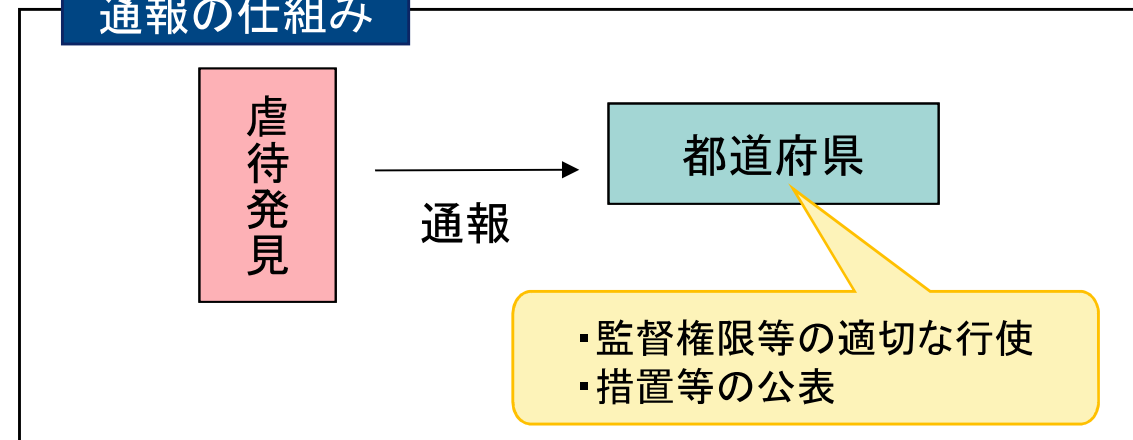 通報の仕組み
虐待発見
通報
都道府県
・監督権限等の適切な行使
・措置等の公表